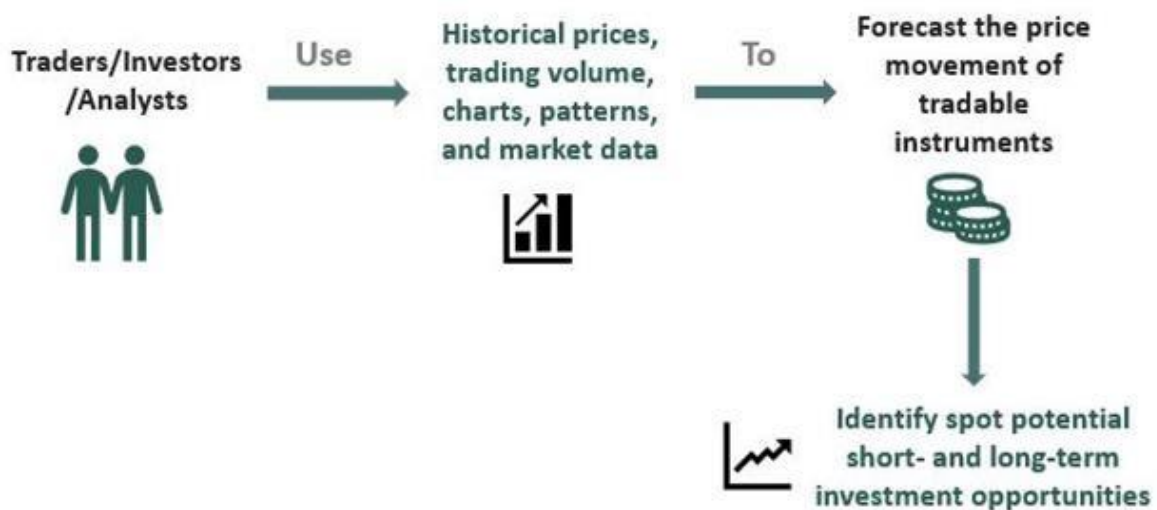 Traders/Investors
/Analysts
Use
Historical prices,
trading volume,
charts, patterns,
and market data
To
Forecast the price
movement of
tradable
instruments
Identify spot potential
short- and long-term
investment opportunities